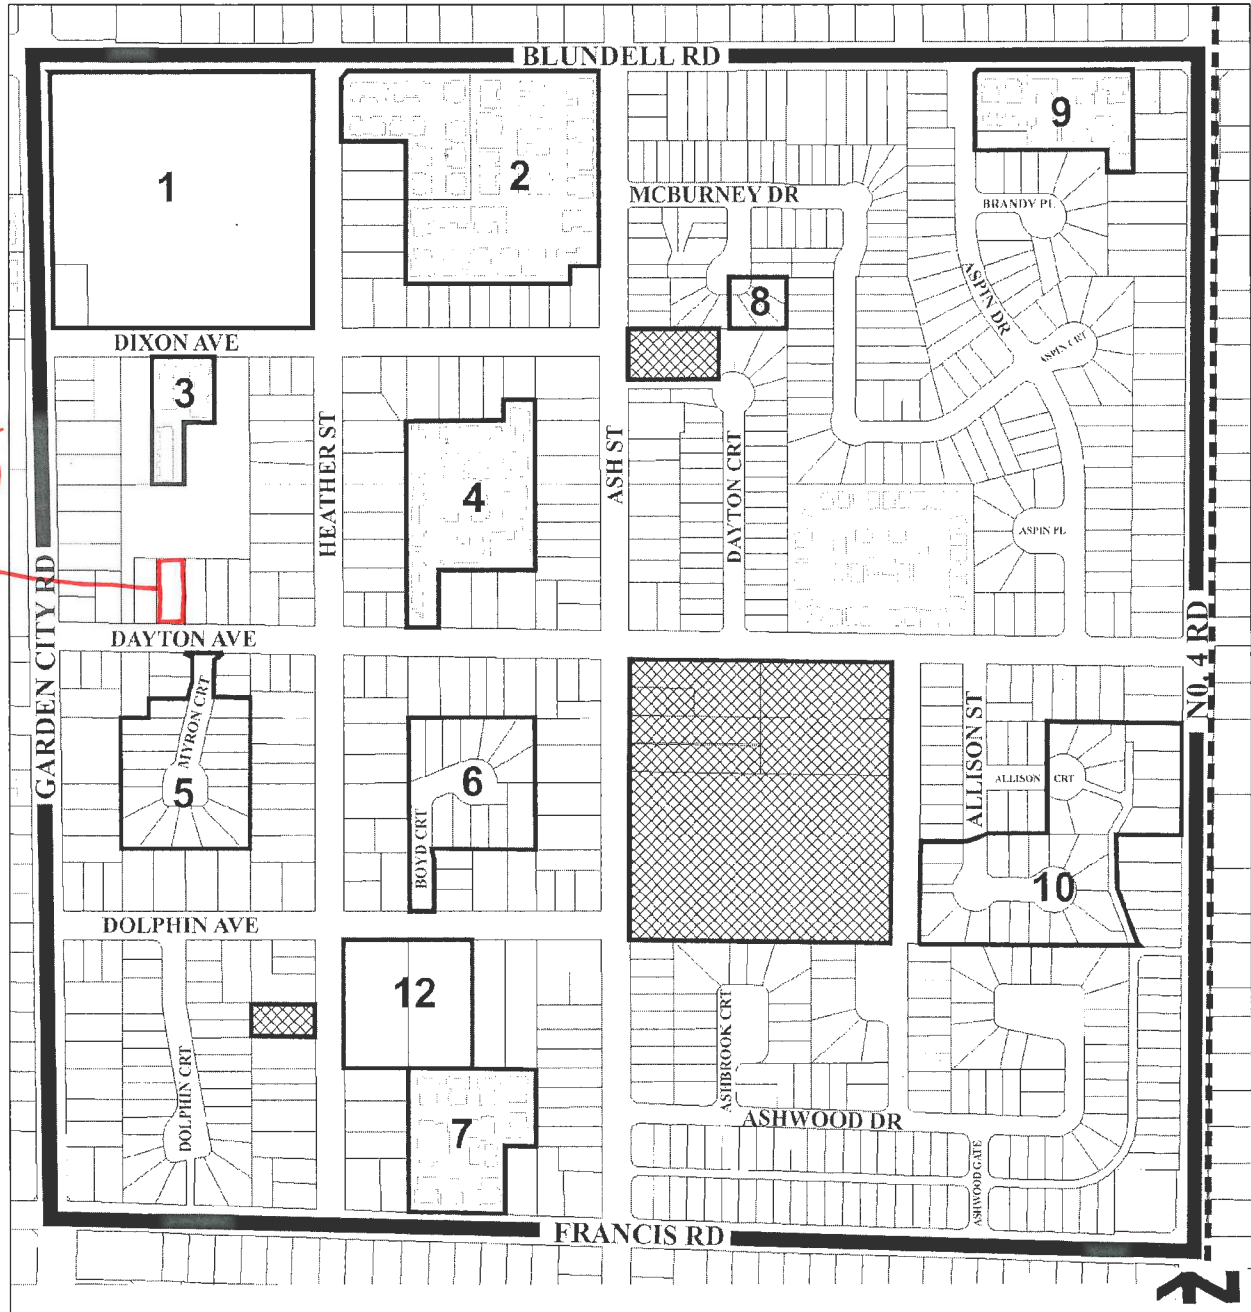 BLUNDELL RD
1
2
9
MCBURNEY DR
BRANDY PL
ASPIN DR
8
DIXON AVE
ASPIN CRT
3
HEATHER ST
ASH ST
4
DAYTON CRT
ASPIN PL
GARDEN CITY RD
DAYTON AVE
NO. 4 RD
MYRON CRT
ALLISON ST
5
6
ALLISON CRT
BOYD CRT
10
DOLPHIN AVE
12
ASHBROOK CRT
DOLPHIN CRT
7
ASHWOOD DR
ASHWOOD GATE
FRANCIS RD
N